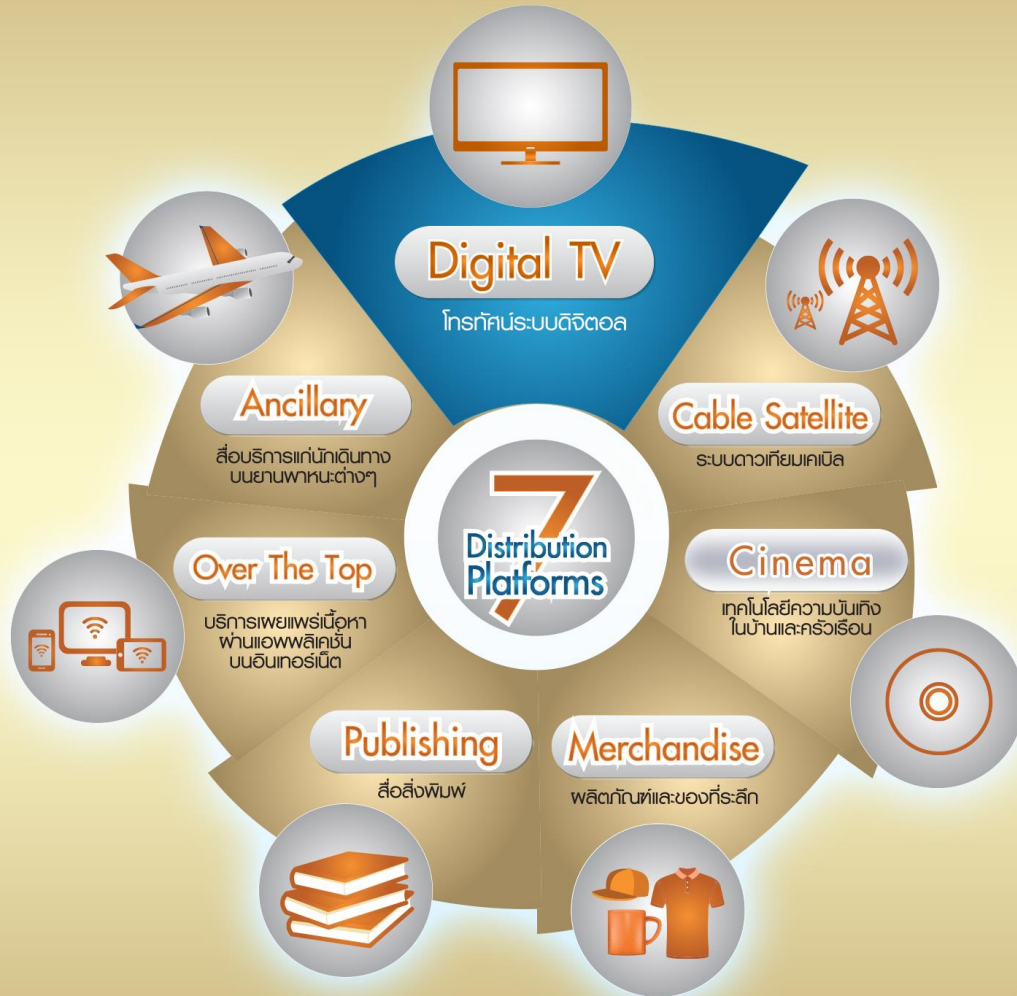 Digital TV
โทรทัศน์ระบบดิจิตอล
Cable Satellite
ระบบดาวเทียมเคเบิล
Cinema
เทคโนโลยีความบันเทิง
ในบ้านและครัวเรือน
Merchandise
ผลิตภัณฑ์และของที่ระลึก
Publishing
สื่อสิ่งพิมพ์
Over The Top
บริการเผยแพร่เนื้อหา
ผ่านแอพพลิเคชั่น
บนอินเทอร์เน็ต
Ancillary
สื่อบริการแก่นักเดินทาง
บนยานพาหนะต่างๆ
7
Distribution
Platforms